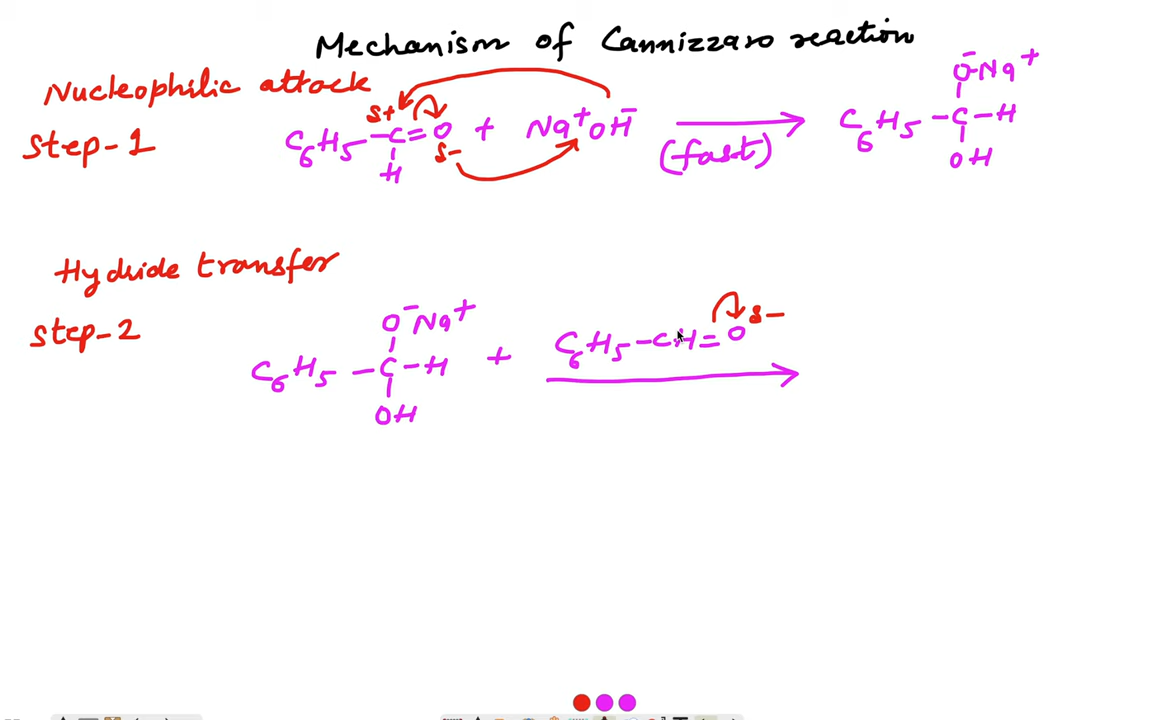 Mechanism of Cannizzaro reaction
Nucleophilic attack
Step-1
C6H5-C=O + Na+OH-
H
δ+
δ-
(fast)
O-Na+
C6H5-C-H
OH
Hydride transfer
Step-2
O-Na+
C6H5-C-H
OH
+ C6H5-CH=O
δ-